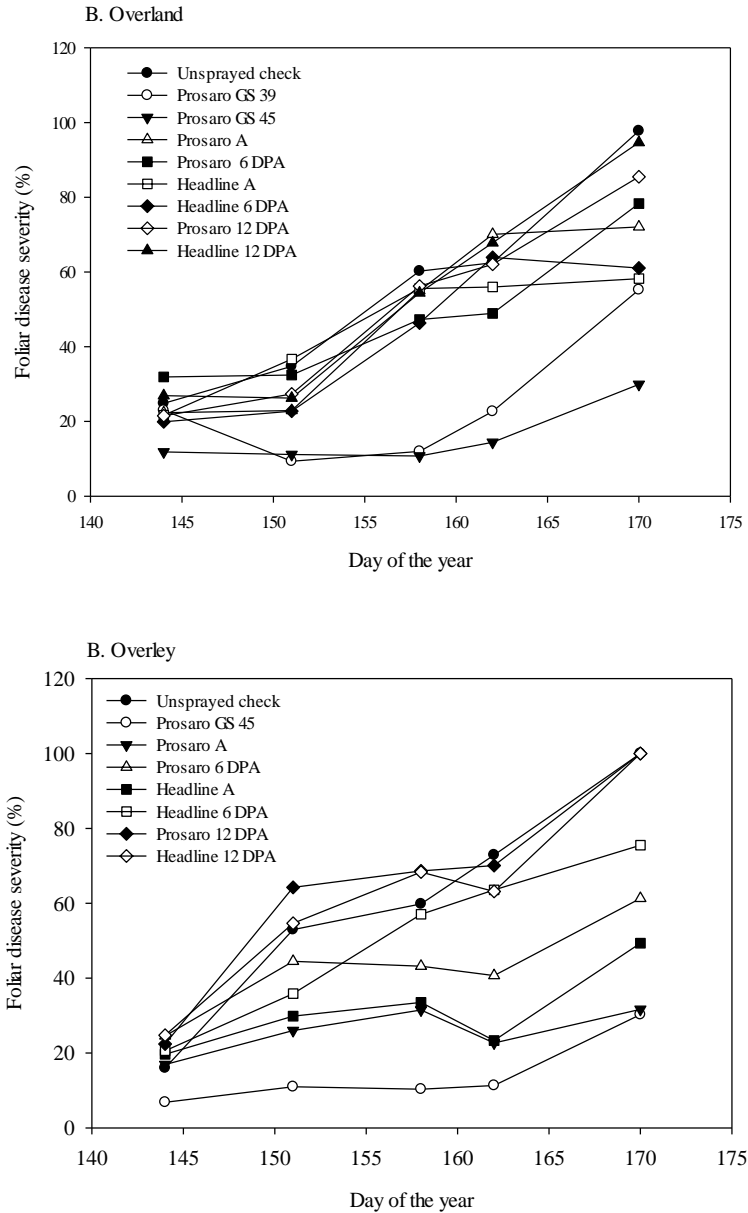 B. Overland
120
100
80
60
40
20
0
Foliar disease severity (%)
Unsprayed check
Prosaro GS 39
Prosaro GS 45
Prosaro A
Prosaro 6 DPA
Headline A
Headline 6 DPA
Prosaro 12 DPA
Headline 12 DPA
140 145 150 155 160 165 170 175
Day of the year
B. Overley
120
100
80
60
40
20
0
Foliar disease severity (%)
Unsprayed check
Prosaro GS 45
Prosaro A
Prosaro 6 DPA
Headline A
Headline 6 DPA
Prosaro 12 DPA
Headline 12 DPA
140 145 150 155 160 165 170 175
Day of the year